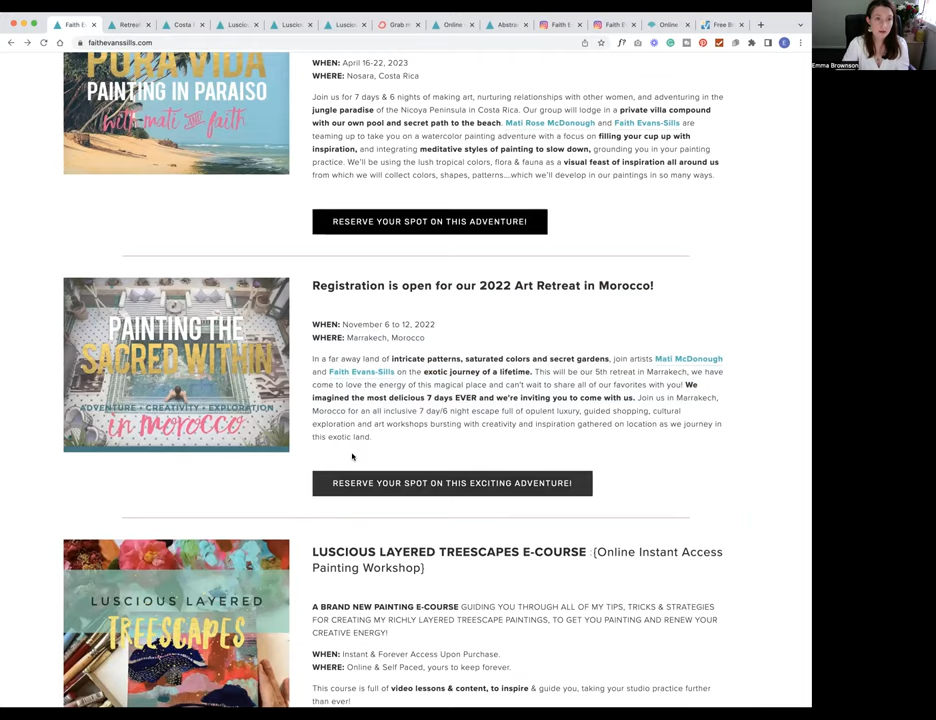 Faith E
Retreat
Costa
Luscio
Luscio
Luscio
Grab m
Online
Abstra
Faith E
Faith E
Online
Free B
faithevanssills.com
f?
E
Emma Brownson
PURA VIDA
PAINTING IN PARAISO
with mati and faith
WHEN: April 16-22, 2023
WHERE: Nosara, Costa Rica
Join us for 7 days & 6 nights of making art, nurturing relationships with other women, and adventuring in the
jungle paradise of the Nicoya Peninsula in Costa Rica. Our group will lodge in a private villa compound
with our own pool and secret path to the beach. Mati Rose McDonough and Faith Evans-Sills are
teaming up to take you on a watercolor painting adventure with a focus on filling your cup up with
inspiration, and integrating meditative styles of painting to slow down, grounding you in your painting
practice. We'll be using the lush tropical colors, flora & fauna as a visual feast of inspiration all around us
from which we will collect colors, shapes, patterns....which we'll develop in our paintings in so many ways.
RESERVE YOUR SPOT ON THIS ADVENTURE!
PAINTING THE
SACRED WITHIN
ADVENTURE + CREATIVITY + EXPLORATION
in morocco
Registration is open for our 2022 Art Retreat in Morocco!
WHEN: November 6 to 12, 2022
WHERE: Marrakech, Morocco
In a far away land of intricate patterns, saturated colors and secret gardens, join artists Mati McDonough
and Faith Evans-Sills on the exotic journey of a lifetime. This will be our 5th retreat in Marrakech, we have
come to love the energy of this magical place and can't wait to share all of our favorites with you! We
imagined the most delicious 7 days EVER and we're inviting you to come with us. Join us in Marrakech,
Morocco for an all inclusive 7 day/6 night escape full of opulent luxury, guided shopping, cultural
exploration and art workshops bursting with creativity and inspiration gathered on location as we journey in
this exotic land.
RESERVE YOUR SPOT ON THIS EXCITING ADVENTURE!
LUSCIOUS LAYERED
TREESCAPES
LUSCIOUS LAYERED TREESCAPES E-COURSE :{Online Instant Access
Painting Workshop}
A BRAND NEW PAINTING E-COURSE GUIDING YOU THROUGH ALL OF MY TIPS, TRICKS & STRATEGIES
FOR CREATING MY RICHLY LAYERED TREESCAPE PAINTINGS, TO GET YOU PAINTING AND RENEW YOUR
CREATIVE ENERGY!
WHEN: Instant & Forever Access Upon Purchase.
WHERE: Online & Self Paced, yours to keep forever.
This course is full of video lessons & content, to inspire & guide you, taking your studio practice further
than ever!